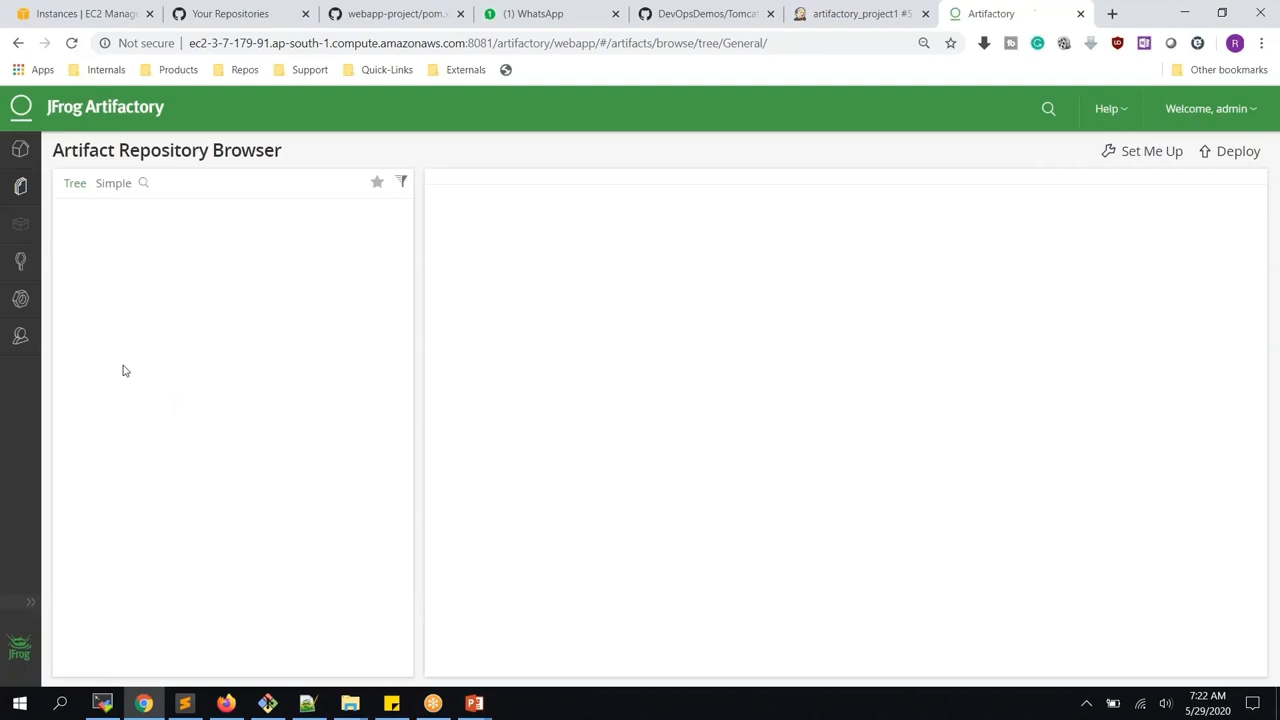 Instances | EC2 Manag
Your Repositories
webapp-project/pom.x
(1) WhatsApp
DevOpsDemos/Tomca
artifactory_project1 #5
Artifactory
Not secure
ec2-3-7-179-91.ap-south-1.compute.amazonaws.com:8081/artifactory/webapp/#/artifacts/browse/tree/General/
R
Apps
Internals
Products
Repos
Support
Quick-Links
Externals
Other bookmarks
JFrog Artifactory
Help
Welcome, admin
Artifact Repository Browser
Set Me Up
Deploy
Tree
Simple
JFrog
7:22 AM
5/29/2020